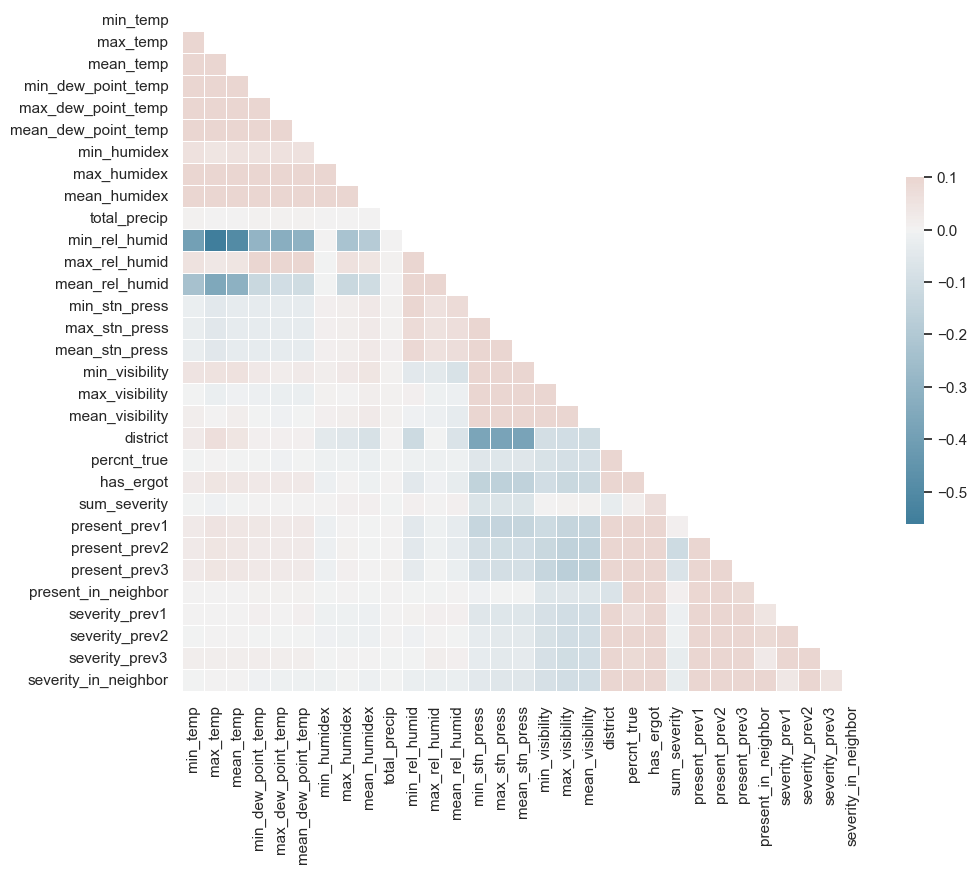 min_temp
max_temp
mean_temp
min_dew_point_temp
max_dew_point_temp
mean_dew_point_temp
min_humidex
max_humidex
mean_humidex
total_precip
min_rel_humid
max_rel_humid
mean_rel_humid
min_stn_press
max_stn_press
mean_stn_press
min_visibility
max_visibility
mean_visibility
district
percnt_true
has_ergot
sum_severity
present_prev1
present_prev2
present_prev3
present_in_neighbor
severity_prev1
severity_prev2
severity_prev3
severity_in_neighbor
min_temp
max_temp
mean_temp
min_dew_point_temp
max_dew_point_temp
mean_dew_point_temp
min_humidex
max_humidex
mean_humidex
total_precip
min_rel_humid
max_rel_humid
mean_rel_humid
min_stn_press
max_stn_press
mean_stn_press
min_visibility
max_visibility
mean_visibility
district
percnt_true
has_ergot
sum_severity
present_prev1
present_prev2
present_prev3
present_in_neighbor
severity_prev1
severity_prev2
severity_prev3
severity_in_neighbor
0.1
0.0
−0.1
−0.2
−0.3
−0.4
−0.5